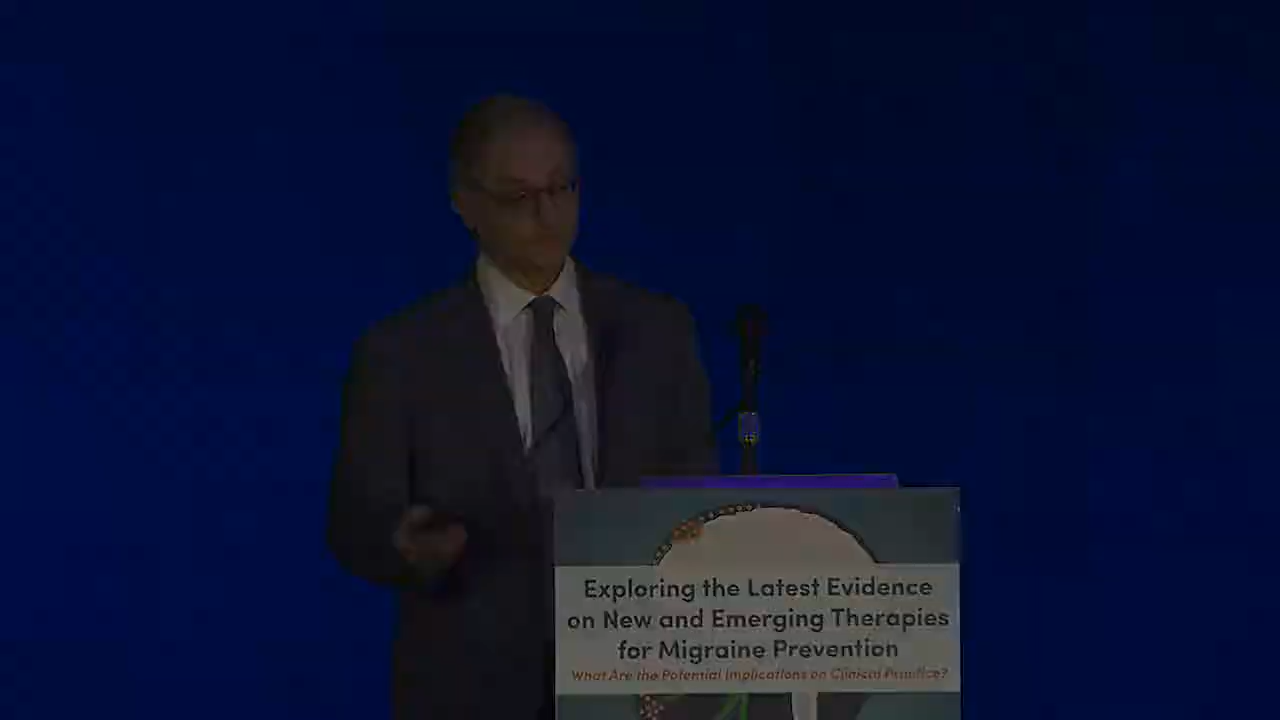 Exploring the Latest Evidence
on New and Emerging Therapies
for Migraine Prevention
What Are the Potential Implications on Clinical Practice?